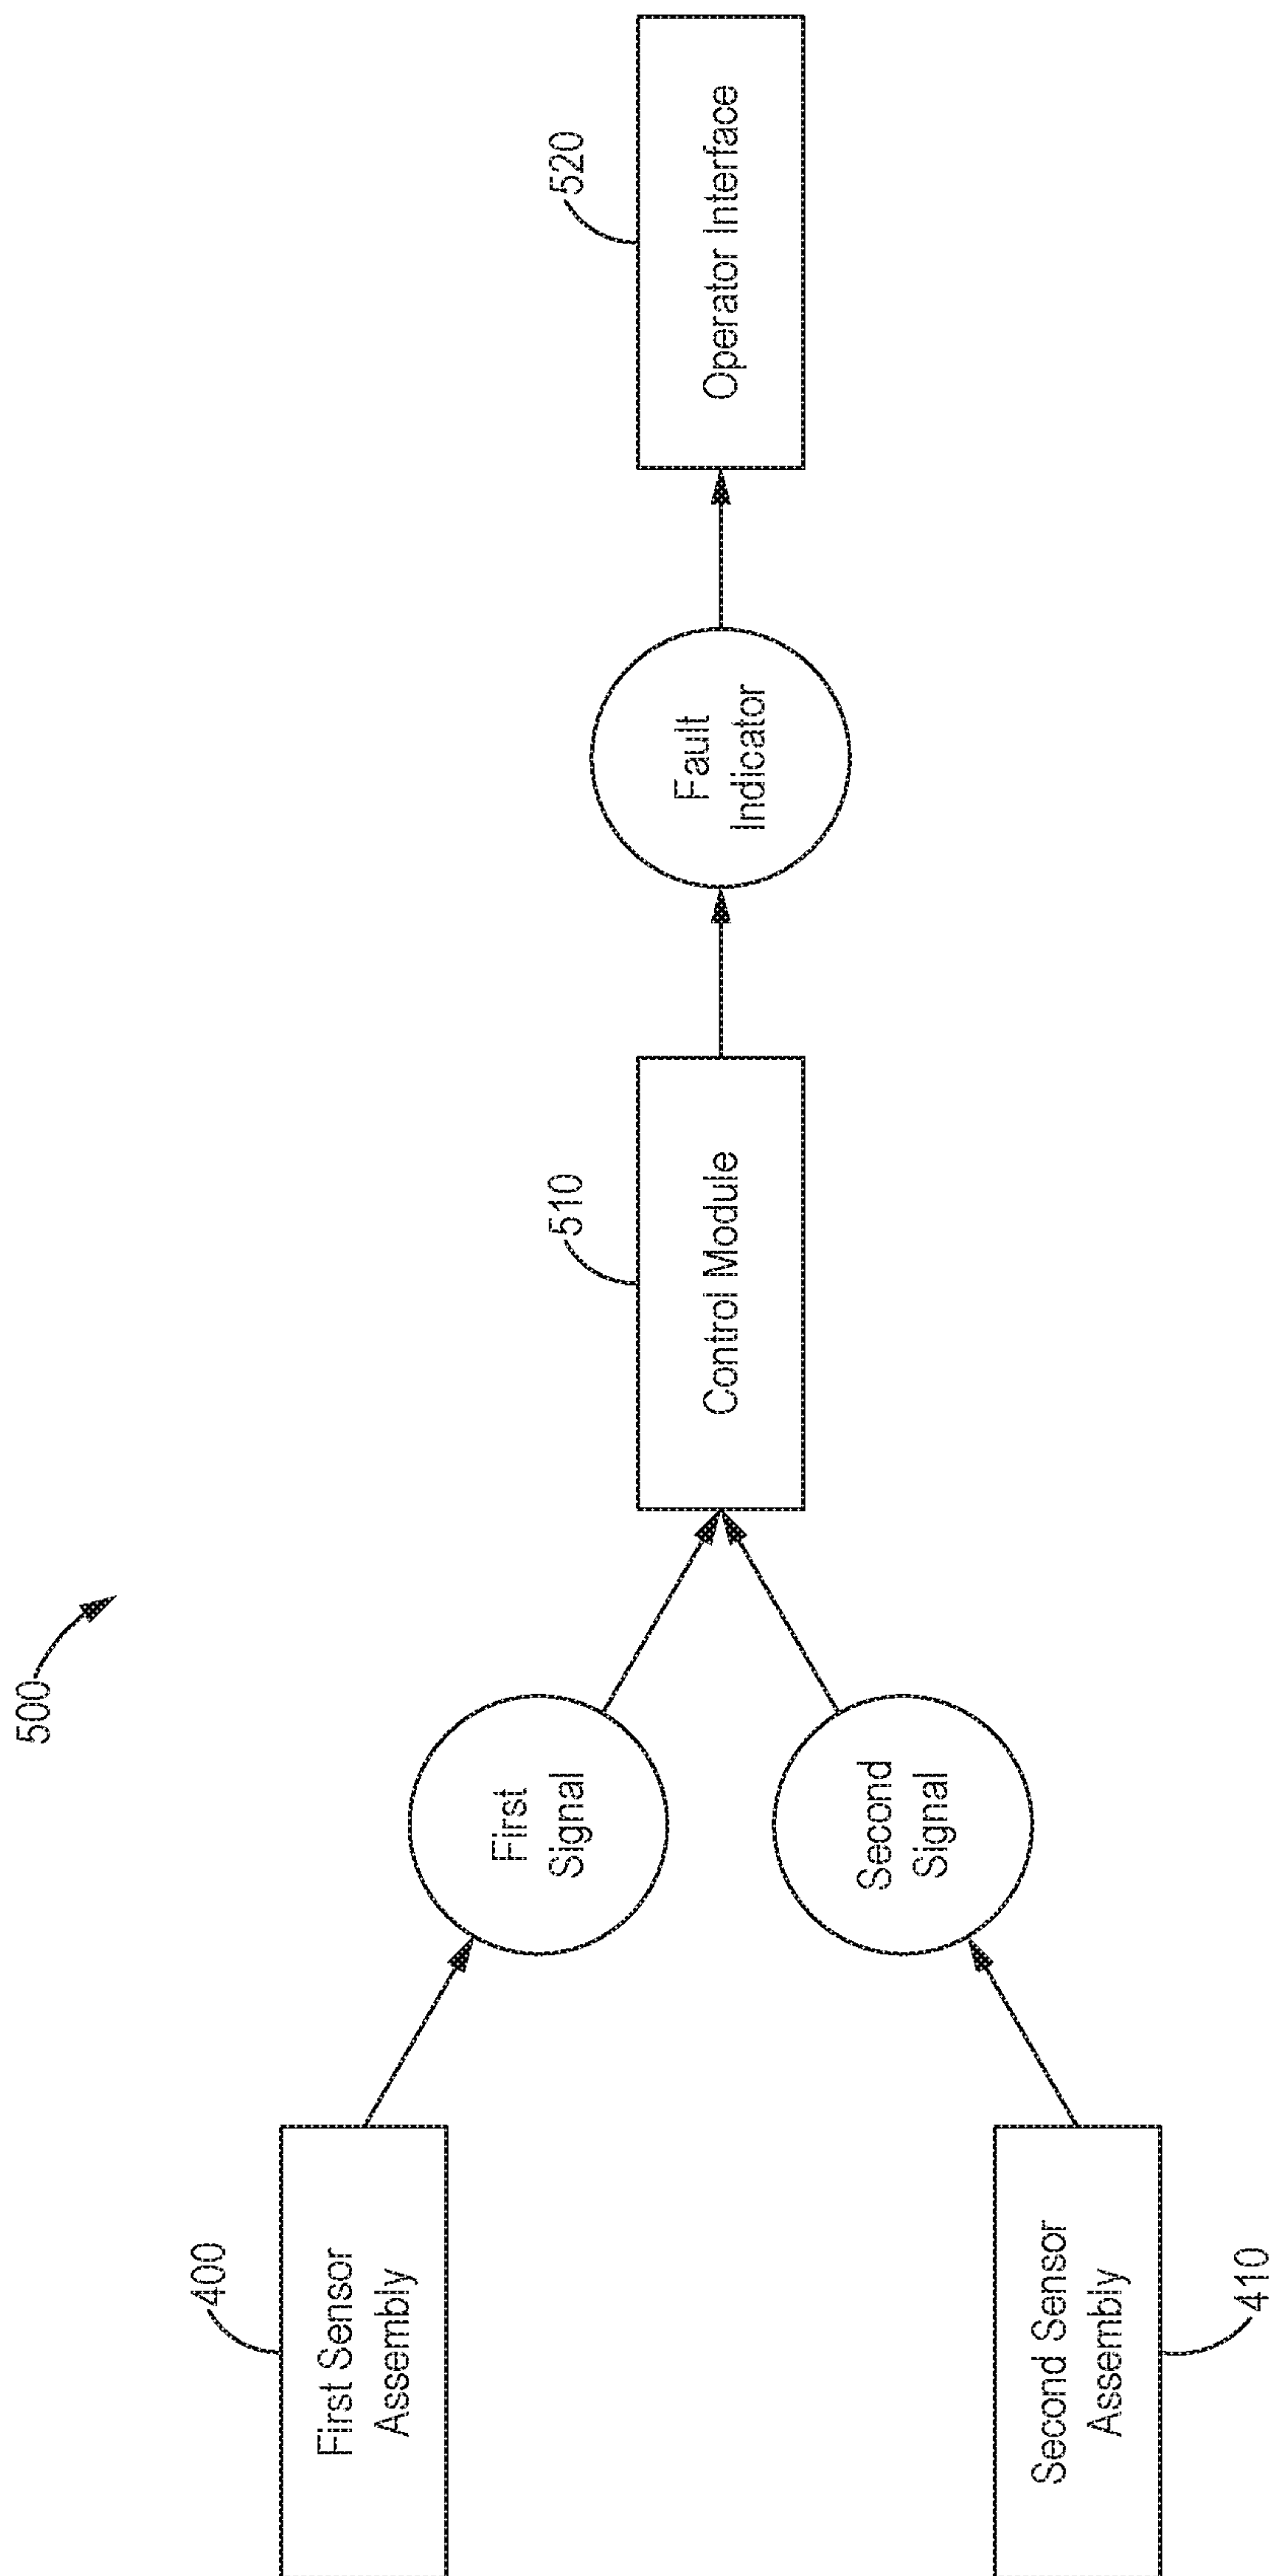 500
400
First Sensor
Assembly
First
Signal
510
Control Module
Fault
Indicator
520
Operator Interface
Second
Signal
Second Sensor
Assembly
410